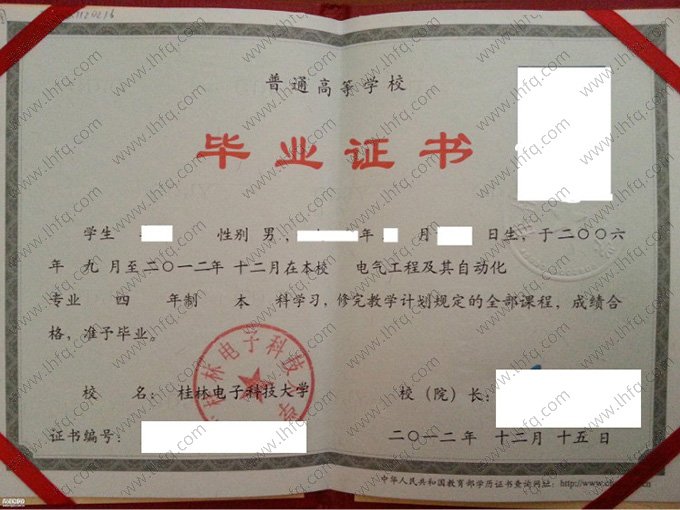 普通高等学校
毕业证书
学生 性别 男, 年 月 日生,于二〇〇六
年 九 月至二〇一二年 十二月在本校 电气工程及其自动化
专业 四 年制 本 科学习,修完教学计划规定的全部课程,成绩合
格,准予毕业。
校 名: 桂林电子科技大学
校(院)长:
证书编号:
二〇一二年 十二月 十五日
中华人民共和国教育部学历证书查询网址:http://www.ch
www.lhfq.com